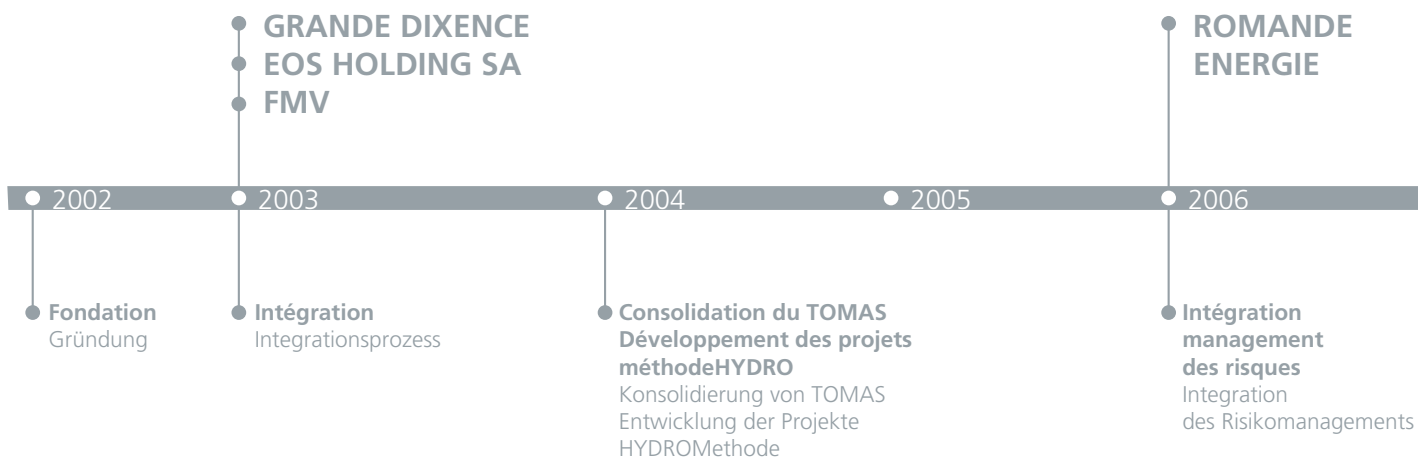 GRANDE DIXENCE
EOS HOLDING SA
FMV
ROMANDE
ENERGIE
2002
2003
2004
2005
2006
Fondation
Gründung
Intégration
Integrationsprozess
Consolidation du TOMAS
Développement des projets
méthodeHYDRO
Konsolidierung von TOMAS
Entwicklung der Projekte
HYDROMethode
Intégration
management
des risques
Integration
des Risikomanagements